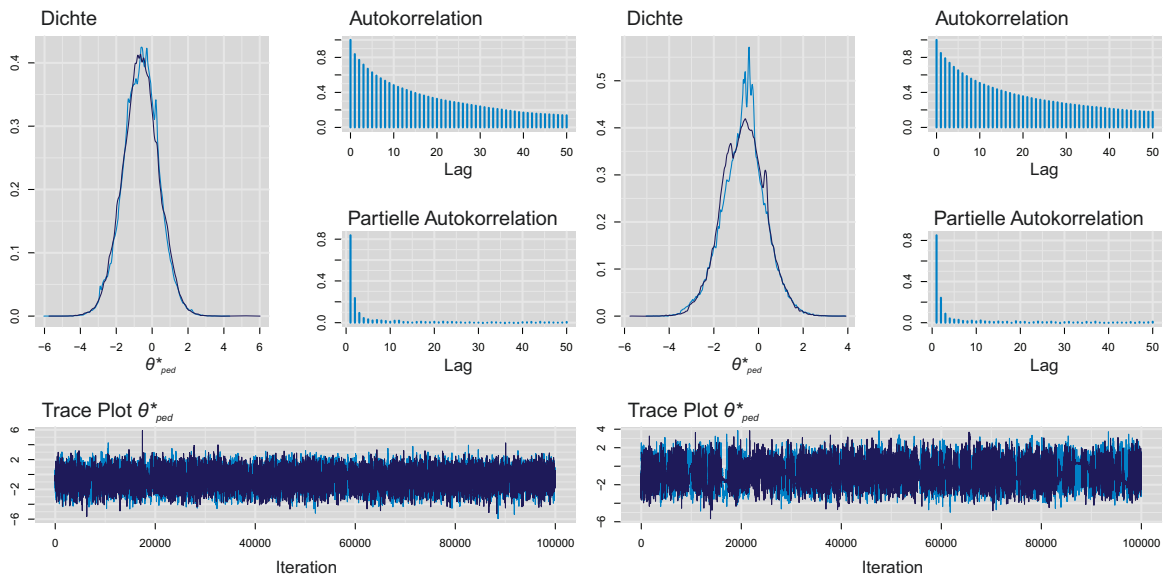 Dichte
Autokorrelation
0.0 0.1 0.2 0.3 0.4
−6 −4 −2 0 2 4 6
θ*ped
0.0 0.4 0.8
0 10 20 30 40 50
Lag
Partielle Autokorrelation
0.0 0.4 0.8
0 10 20 30 40 50
Lag
Trace Plot θ*ped
6
2
−2
−6
0 20000 40000 60000 80000 100000
Iteration
Dichte
Autokorrelation
0.0 0.1 0.2 0.3 0.4 0.5
−6 −4 −2 0 2 4
θ*ped
0.0 0.4 0.8
0 10 20 30 40 50
Lag
Partielle Autokorrelation
0.0 0.4 0.8
0 10 20 30 40 50
Lag
Trace Plot θ*ped
4
2
−2
−6
0 20000 40000 60000 80000 100000
Iteration